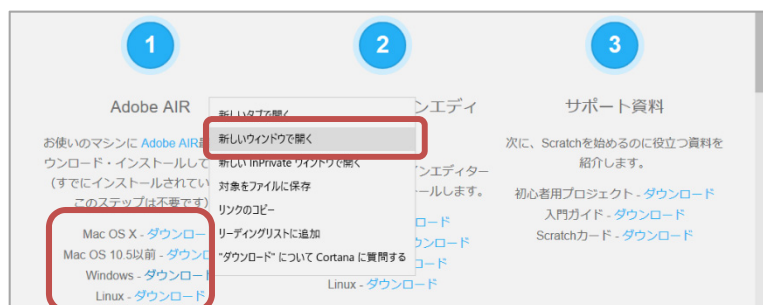 1
Adobe AIR
お使いのマシンに Adobe AIR
ウンロード・インストールして
(すでにインストールされてい
このステップは不要です)
Mac OS X - ダウンロー
Mac OS 10.5以前 - ダウン
Windows - ダウンロー
Linux - ダウンロード
新しいタブで開く
新しいウィンドウで開く
新しい InPrivate ウィンドウで開く
対象をファイルに保存
リンクのコピー
リーディングリストに追加
"ダウンロード" について Cortana に質問する
2
ンエディ
ンエディター
ールします。
ロード
ウンロード
ロード
Linux - ダウンロード
3
サポート資料
次に、Scratchを始めるのに役立つ資料を
紹介します。
初心者用プロジェクト - ダウンロード
入門ガイド - ダウンロード
Scratchカード - ダウンロード